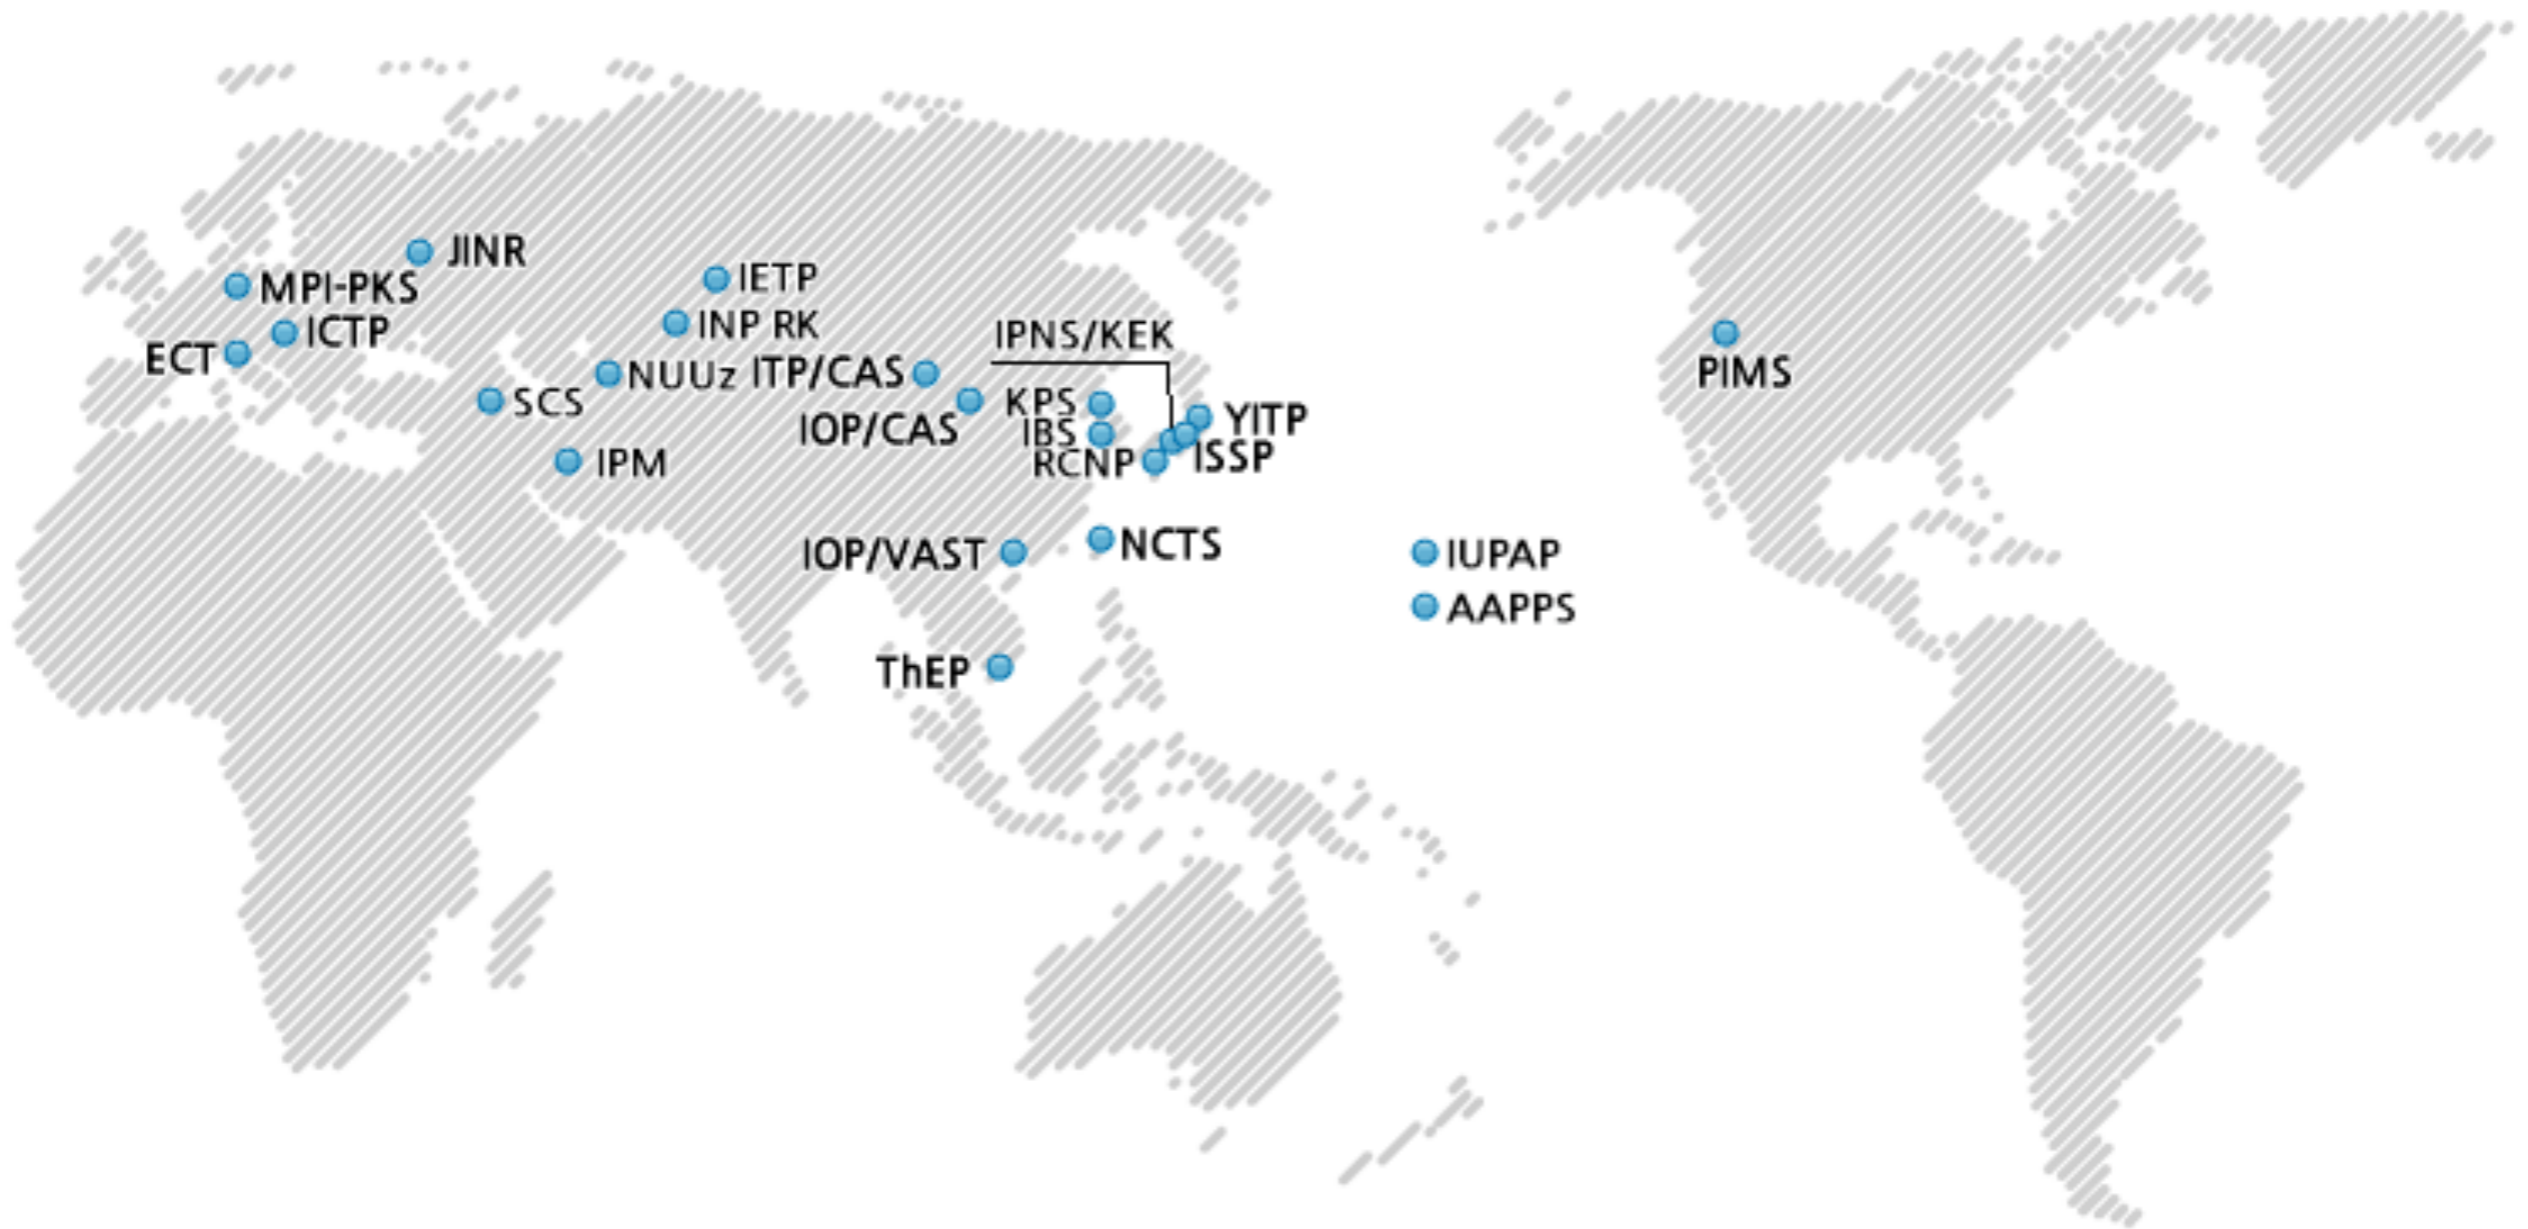 JINR
MPI-PKS
IETP
ICTP
INP RK
IPNS/KEK
ECT
NUUz
ITP/CAS
PIMS
SCS
KPS
YITP
IOP/CAS
IBS
ISSP
IPM
RCNP
IOP/VAST
NCTS
IUPAP
AAPPS
ThEP